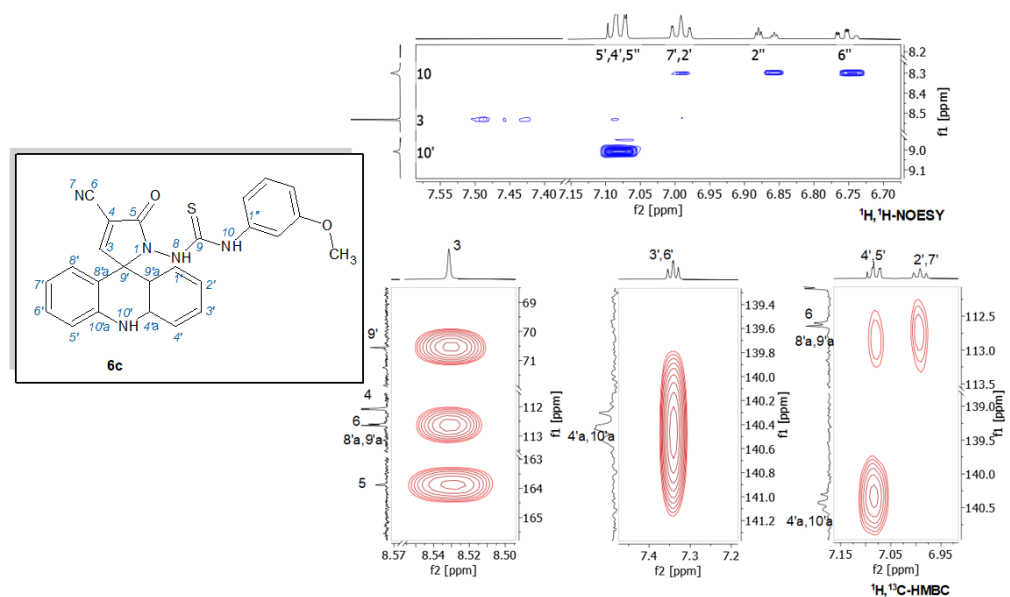 5',4',5'' 7',2' 2'' 6''
10
3
10'
8.2
8.3
8.4
8.5
9.0
9.1
f1 [ppm]
7.55 7.50 7.45 7.40 7.15 7.10 7.05 7.00 6.95 6.90 6.85 6.80 6.75 6.70
f2 [ppm]
¹H,¹H-NOESY
NC
7
6
O
4
5
S
3
1
N
NH
8
9
NH
10
1''
O
CH₃
8'
8'a
9'
9'a
1'
2'
7'
6'
5'
10'a
NH
10'
4'a
4'
3'
6c
3
9'
4
6
8'a, 9'a
5
69
70
71
112
113
163
164
165
f1 [ppm]
8.57 8.54 8.52 8.50
f2 [ppm]
3',6'
4'a,10'a
139.4
139.6
139.8
140.0
140.2
140.4
140.6
140.8
141.0
141.2
f1 [ppm]
7.4 7.3 7.2
f2 [ppm]
4',5' 2',7'
6
8'a,9'a
4'a,10'a
112.5
113.0
113.5
139.0
139.5
140.0
140.5
f1 [ppm]
7.15 7.05 6.95
f2 [ppm]
¹H,¹³C-HMBC